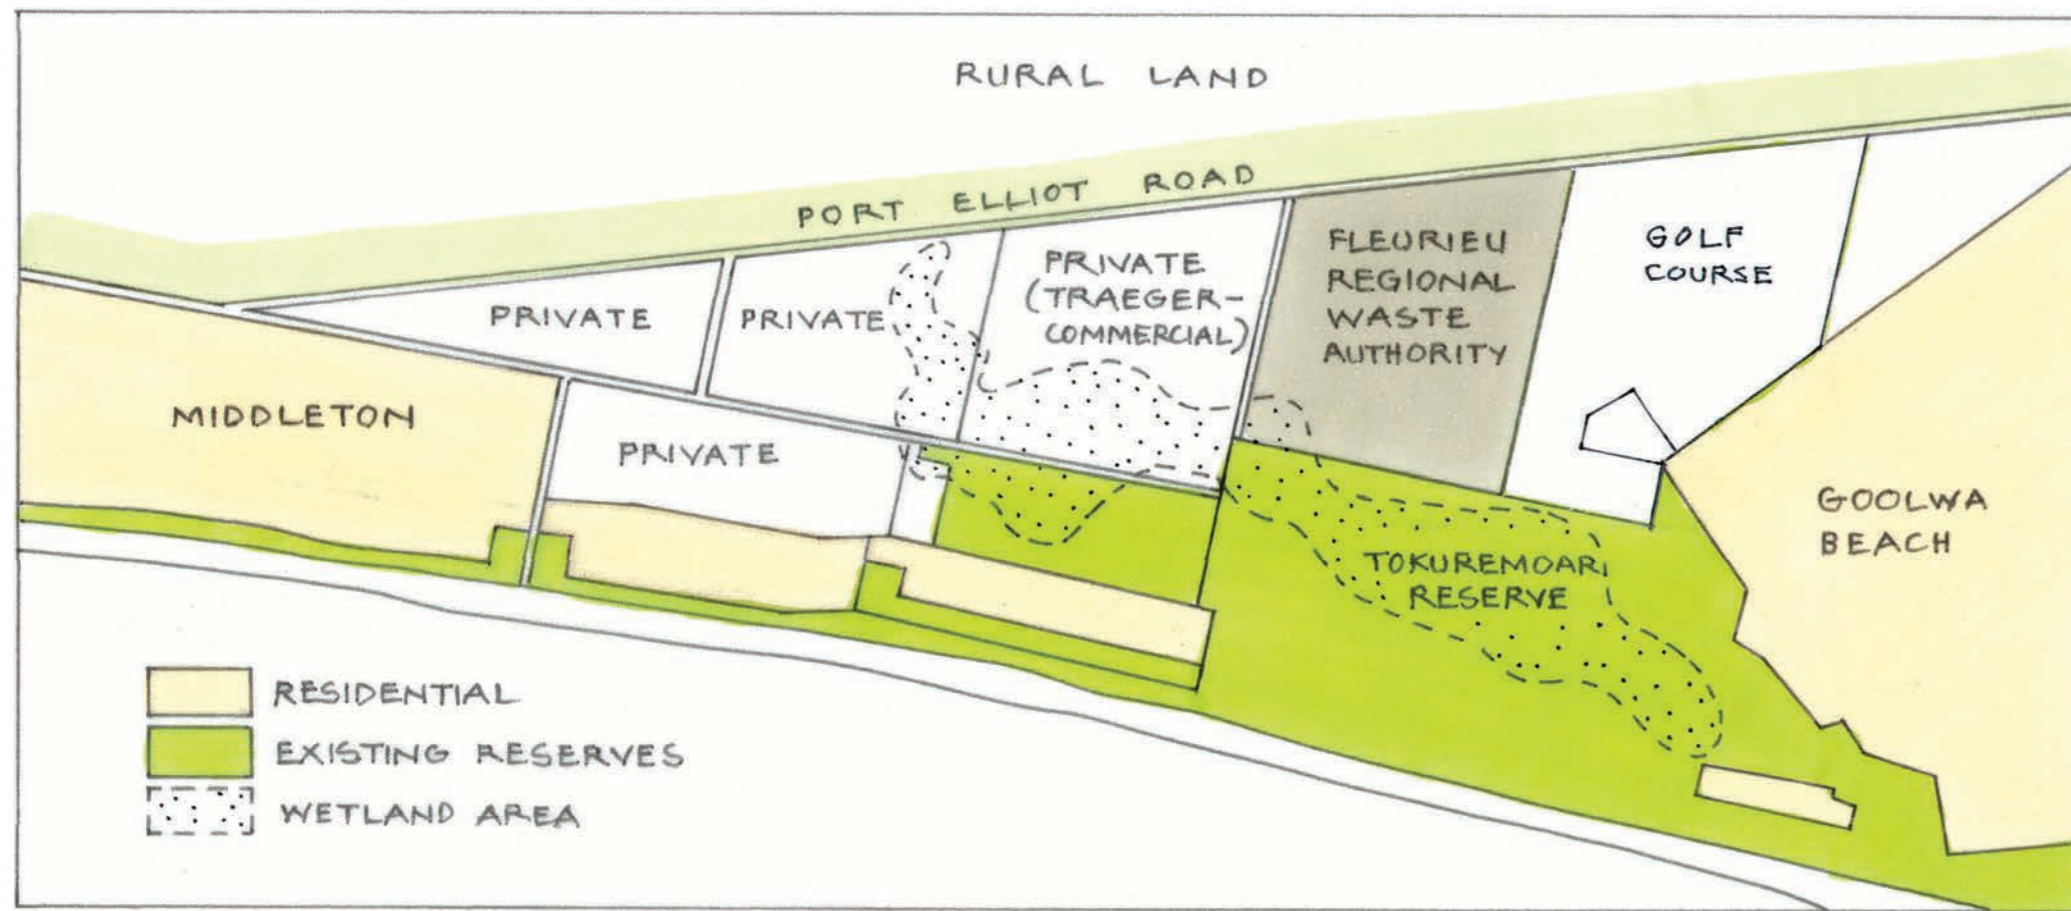 RURAL LAND
PORT ELLIOT ROAD
PRIVATE
PRIVATE
PRIVATE
(TRAEGER-
COMMERCIAL)
FLEURIEU
REGIONAL
WASTE
AUTHORITY
GOLF
COURSE
MIDDLETON
PRIVATE
GOOLWA
BEACH
TOKUREMOARI
RESERVE
RESIDENTIAL
EXISTING RESERVES
WETLAND AREA